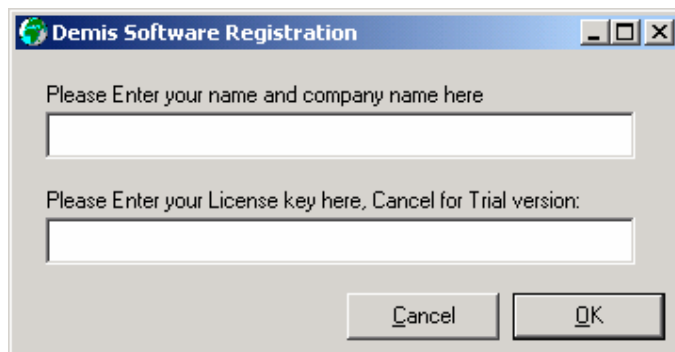 Demis Software Registration
Please Enter your name and company name here
Please Enter your License key here, Cancel for Trial version:
Cancel OK